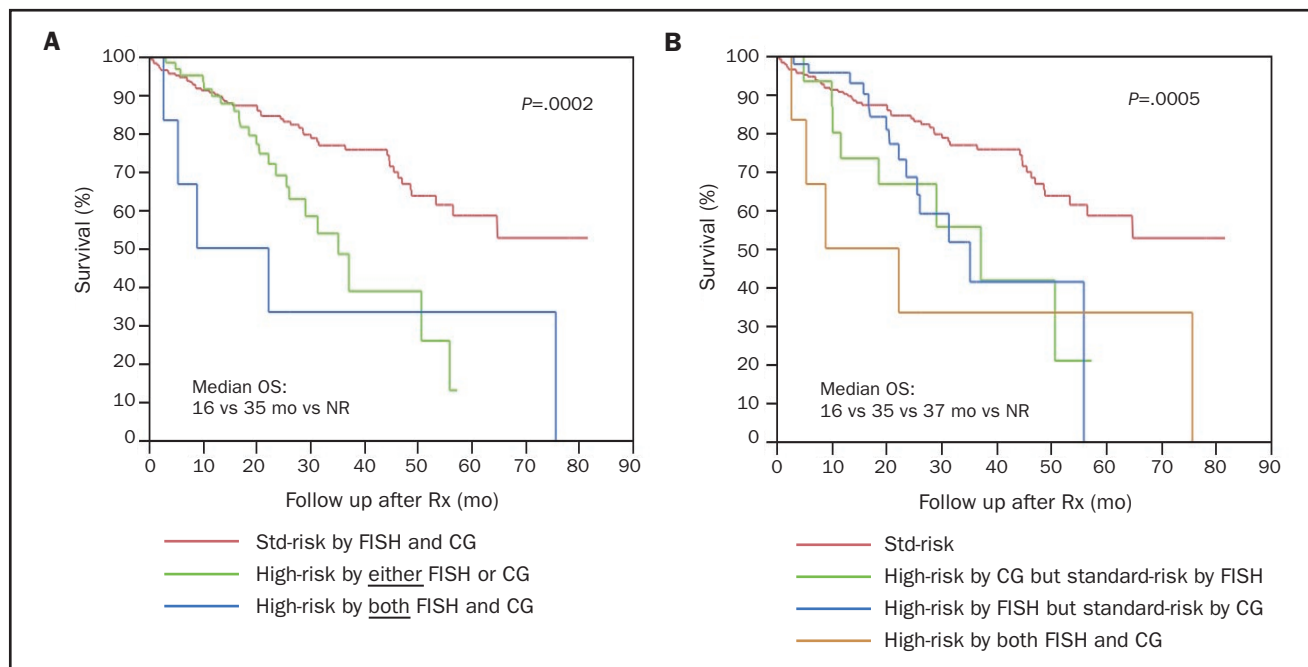 A
100
90
80
70
60
50
40
30
20
10
0
Survival (%)
P=.0002
Median OS:
16 vs 35 mo vs NR
0 10 20 30 40 50 60 70 80 90
Follow up after Rx (mo)
Std-risk by FISH and CG
High-risk by either FISH or CG
High-risk by both FISH and CG
B
100
90
80
70
60
50
40
30
20
10
0
Survival (%)
P=.0005
Median OS:
16 vs 35 vs 37 mo vs NR
0 10 20 30 40 50 60 70 80 90
Follow up after Rx (mo)
Std-risk
High-risk by CG but standard-risk by FISH
High-risk by FISH but standard-risk by CG
High-risk by both FISH and CG